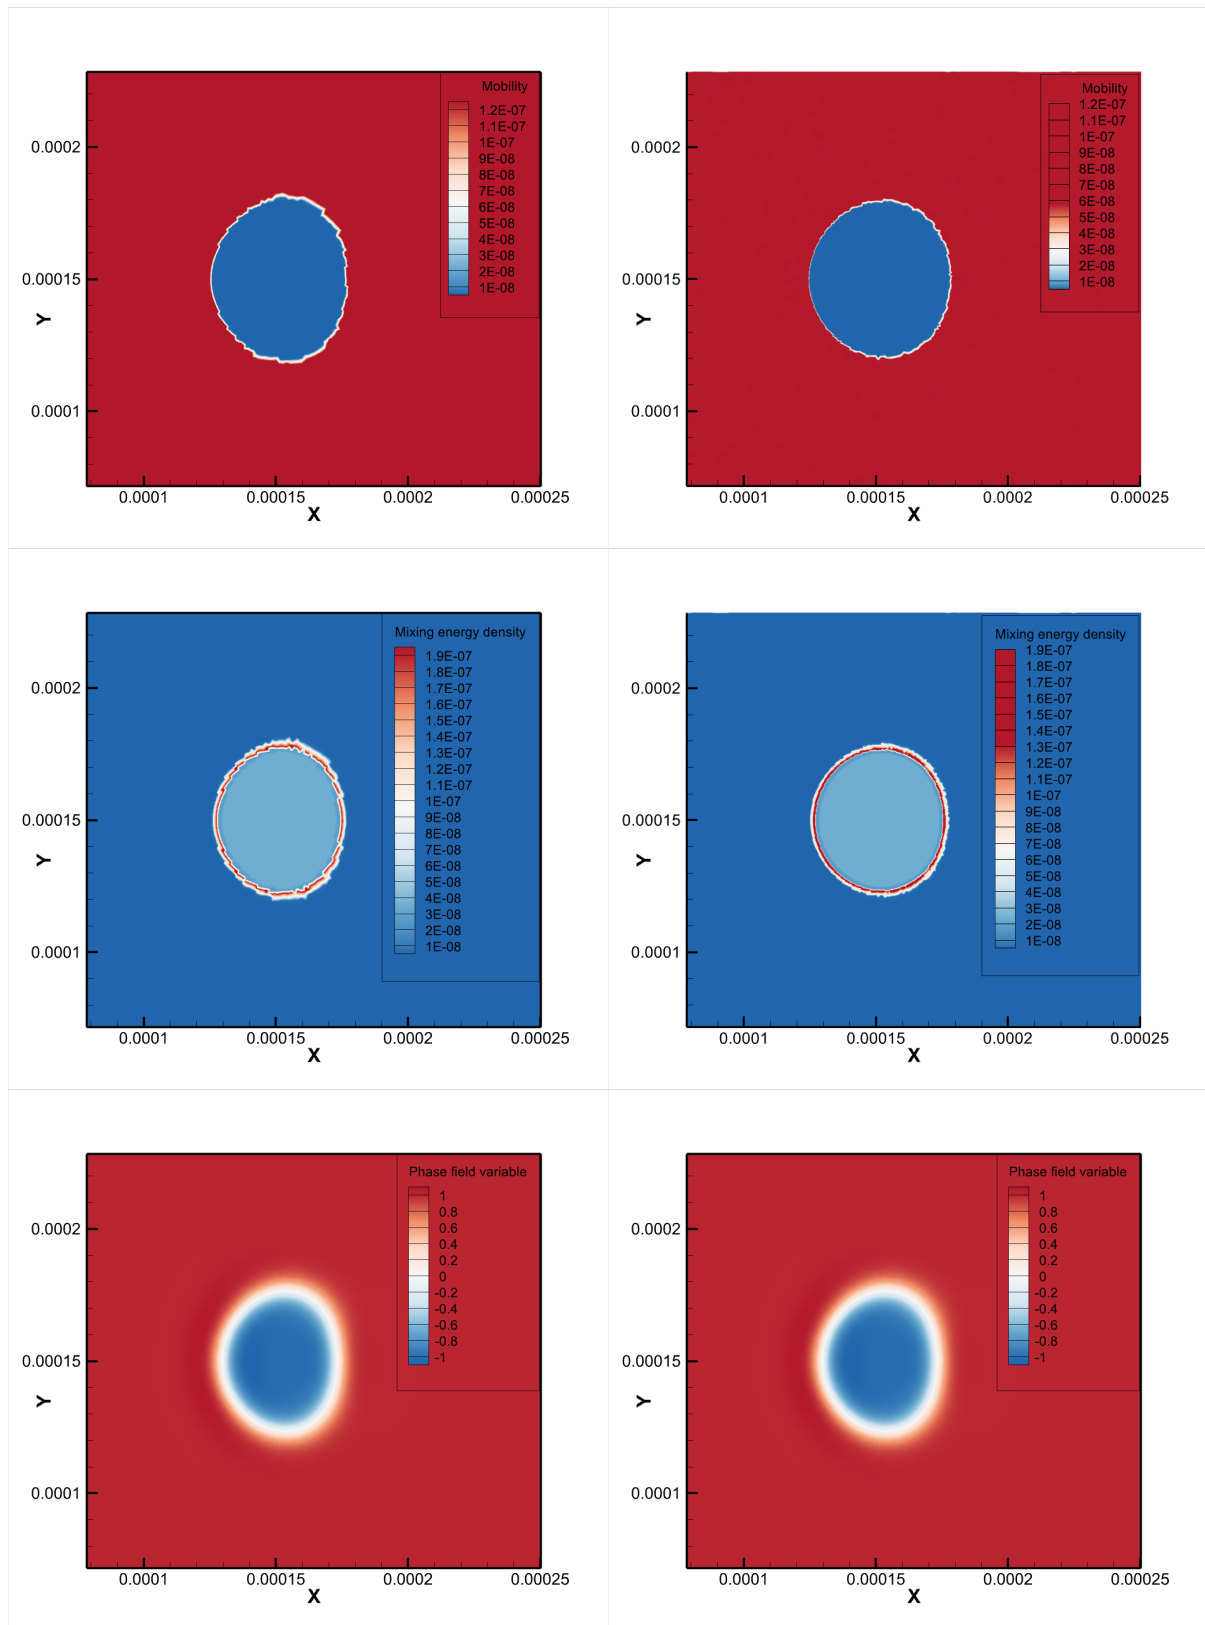 Mobility
1.2E-07
1.1E-07
1E-07
9E-08
8E-08
7E-08
6E-08
5E-08
4E-08
3E-08
2E-08
1E-08
0.0002
0.00015
0.0001
Y
0.0001 0.00015 0.0002 0.00025
X
Mobility
1.2E-07
1.1E-07
1E-07
9E-08
8E-08
7E-08
6E-08
5E-08
4E-08
3E-08
2E-08
1E-08
0.0002
0.00015
0.0001
Y
0.0001 0.00015 0.0002 0.00025
X
Mixing energy density
1.9E-07
1.8E-07
1.7E-07
1.6E-07
1.5E-07
1.4E-07
1.3E-07
1.2E-07
1.1E-07
1E-07
9E-08
8E-08
7E-08
6E-08
5E-08
4E-08
3E-08
2E-08
1E-08
0.0002
0.00015
0.0001
Y
0.0001 0.00015 0.0002 0.00025
X
Mixing energy density
1.9E-07
1.8E-07
1.7E-07
1.6E-07
1.5E-07
1.4E-07
1.3E-07
1.2E-07
1.1E-07
1E-07
9E-08
8E-08
7E-08
6E-08
5E-08
4E-08
3E-08
2E-08
1E-08
0.0002
0.00015
0.0001
Y
0.0001 0.00015 0.0002 0.00025
X
Phase field variable
1
0.8
0.6
0.4
0.2
0
-0.2
-0.4
-0.6
-0.8
-1
0.0002
0.00015
0.0001
Y
0.0001 0.00015 0.0002 0.00025
X
Phase field variable
1
0.8
0.6
0.4
0.2
0
-0.2
-0.4
-0.6
-0.8
-1
0.0002
0.00015
0.0001
Y
0.0001 0.00015 0.0002 0.00025
X